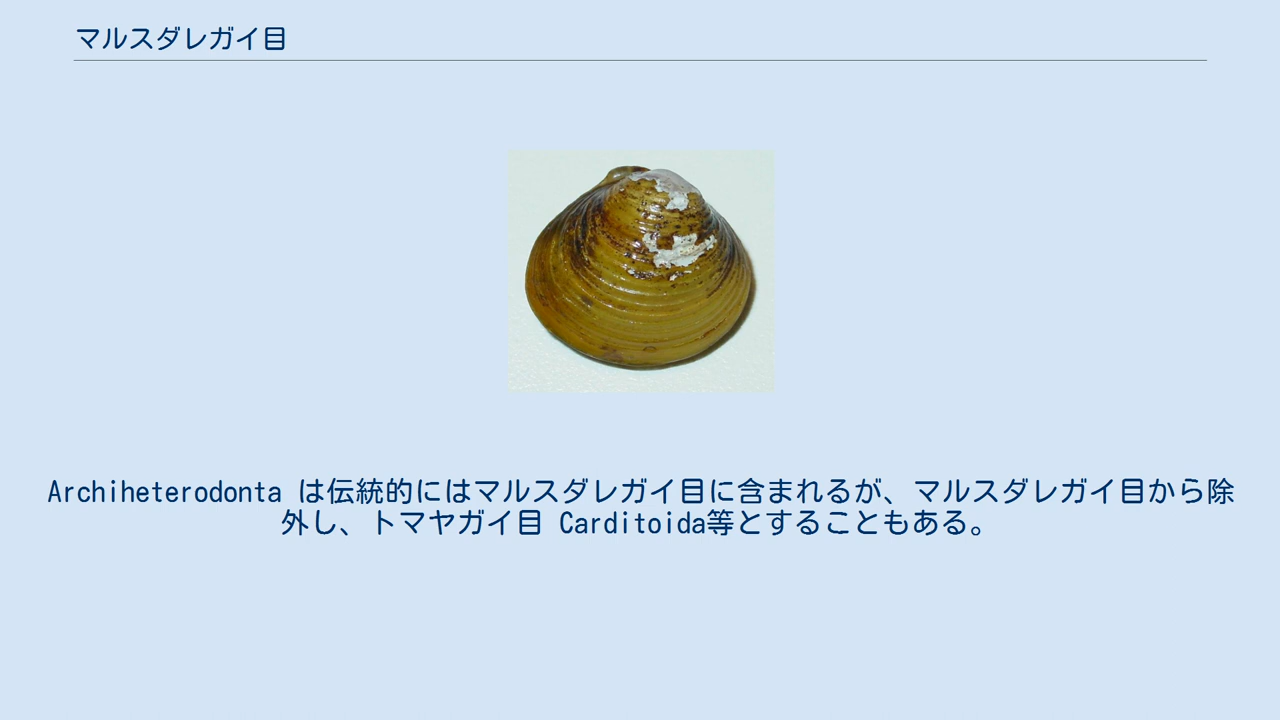 マルスダレガイ目
Archiheterodonta は伝統的にはマルスダレガイ目に含まれるが、マルスダレガイ目から除
外し、トマヤガイ目 Carditoida等とすることもある。